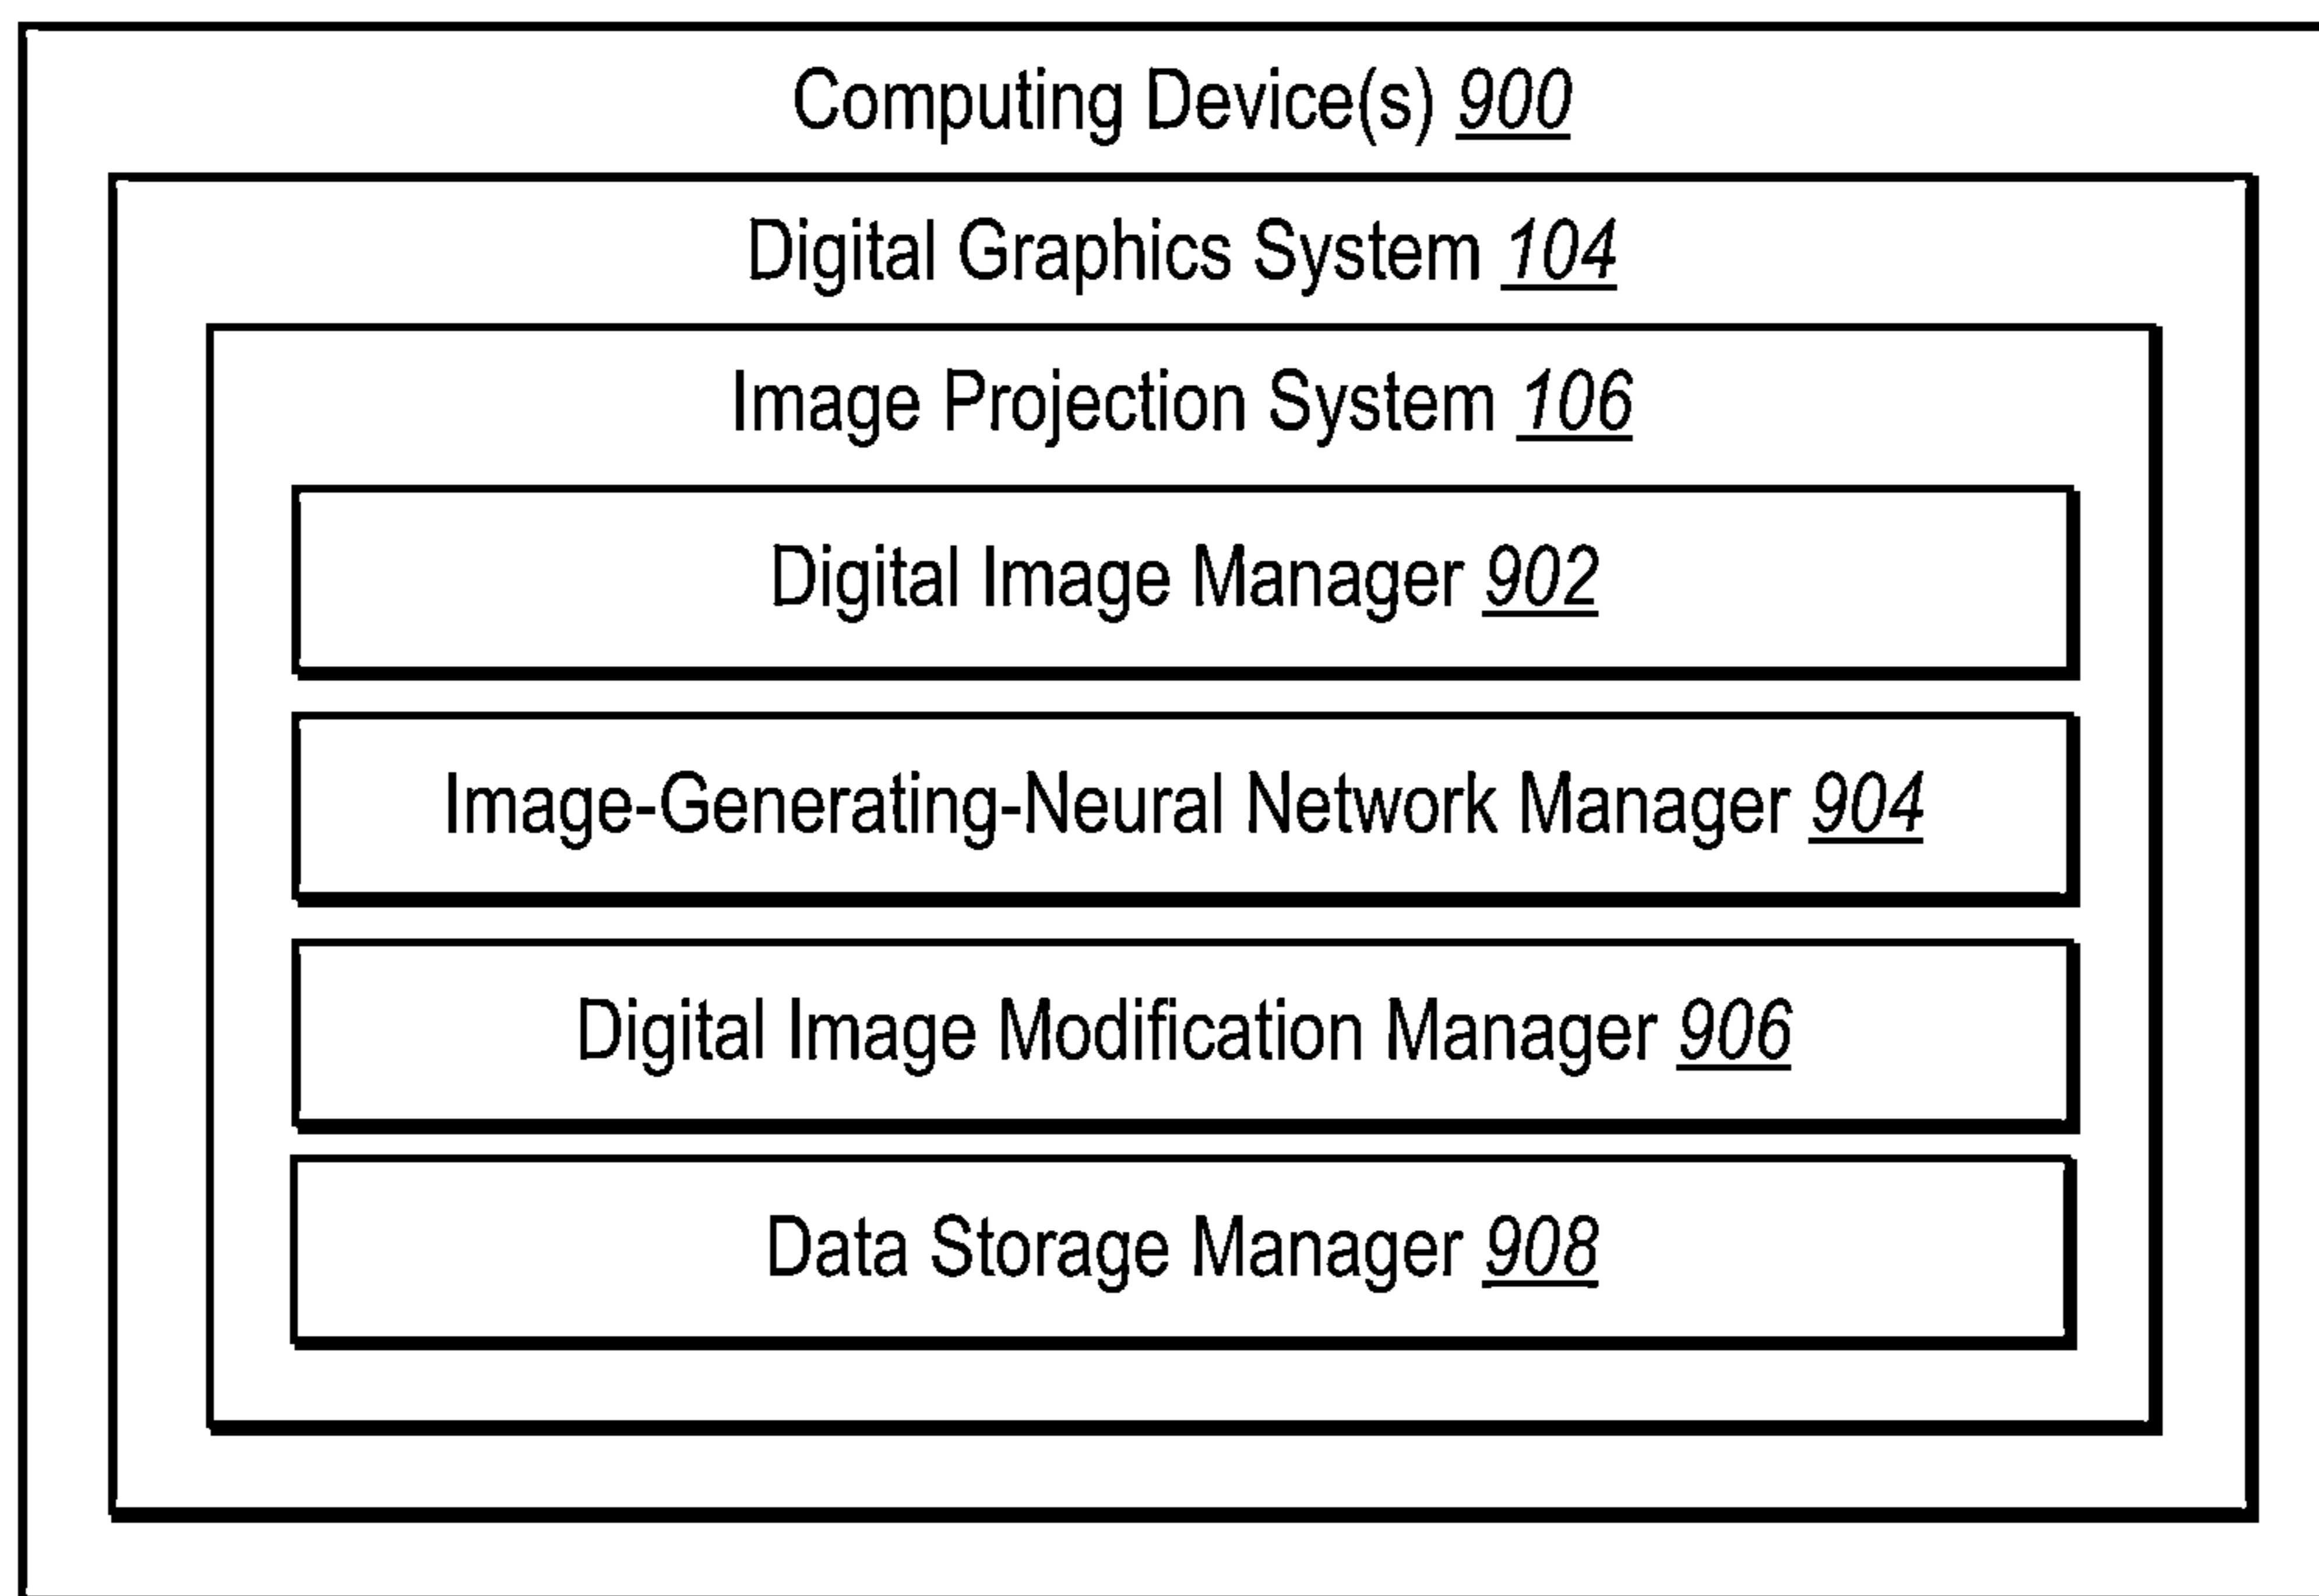 Computing Device(s) 900
Digital Graphics System 104
Image Projection System 106
Digital Image Manager 902
Image-Generating-Neural Network Manager 904
Digital Image Modification Manager 906
Data Storage Manager 908